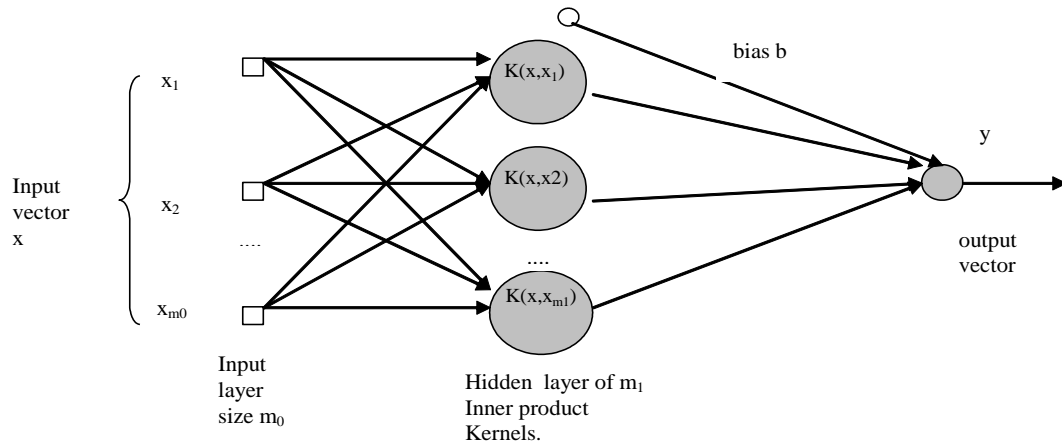 bias b
K(x,x₁)
x₁
y
K(x,x2)
Input
vector
x
x₂
....
....
output
vector
K(x,xₘ₁)
xₘ₀
Input
layer
size m₀
Hidden layer of m₁
Inner product
Kernels.